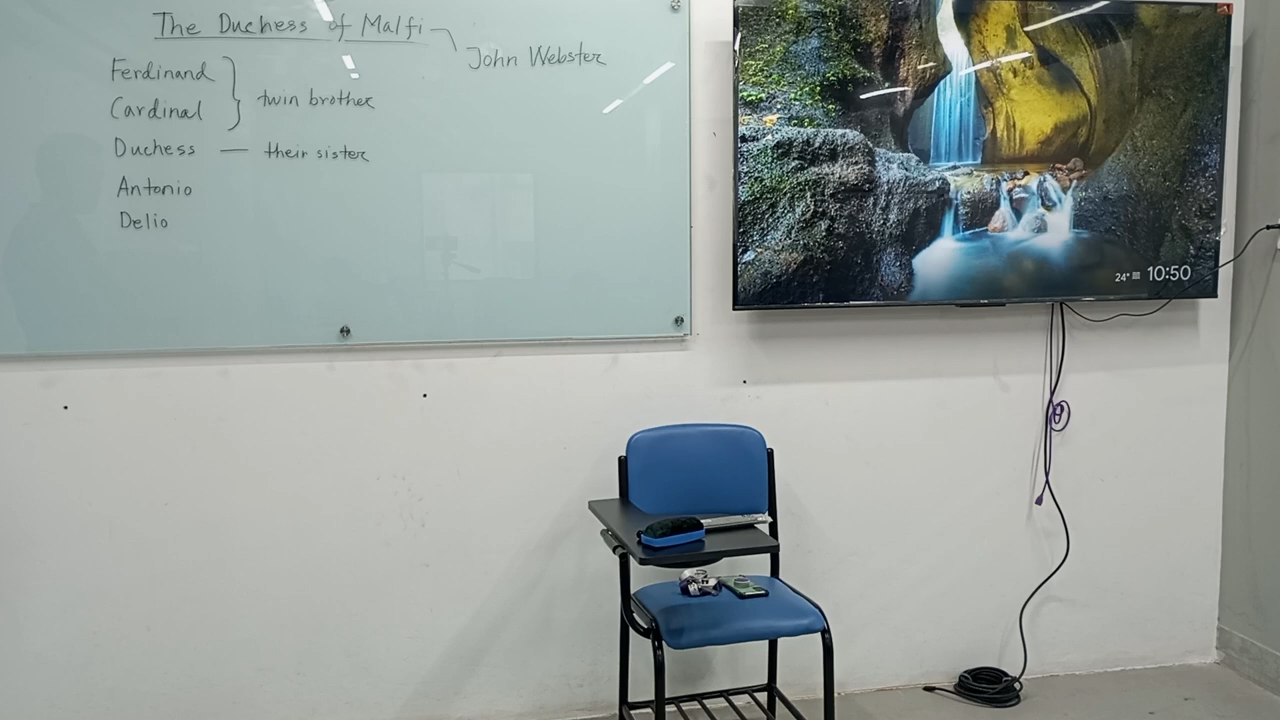 The Duchess of Malfi
John Webster
Ferdinand
Cardinal } twin brother
Duchess — their sister
Antonio
Delio
24° 10:50